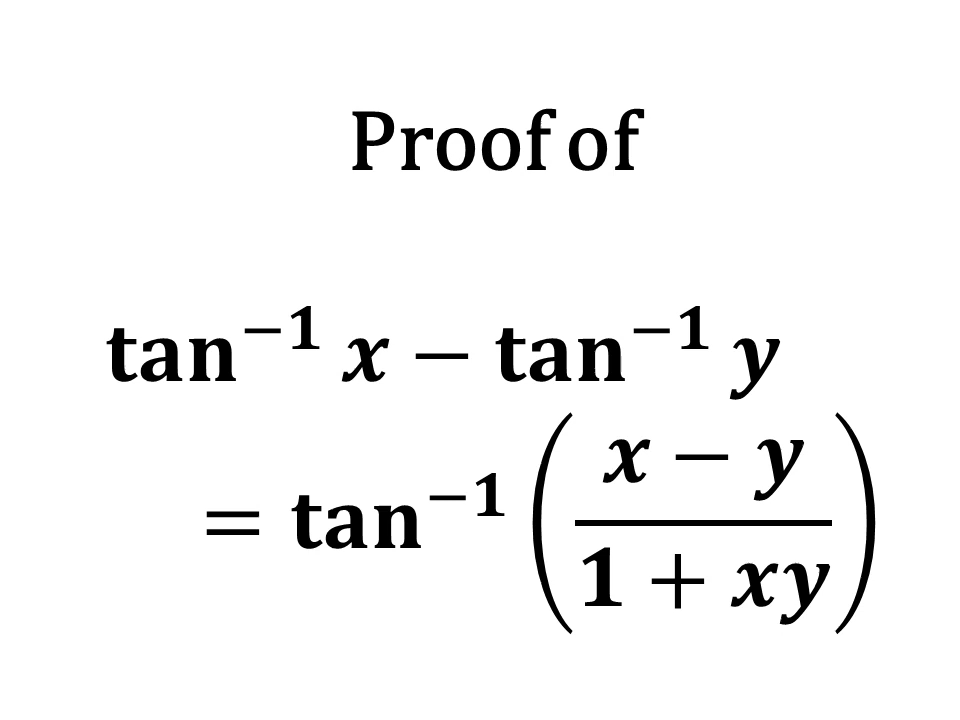 Proof of
tan⁻¹ x − tan⁻¹ y
= tan⁻¹ ((x − y)/(1 + xy))